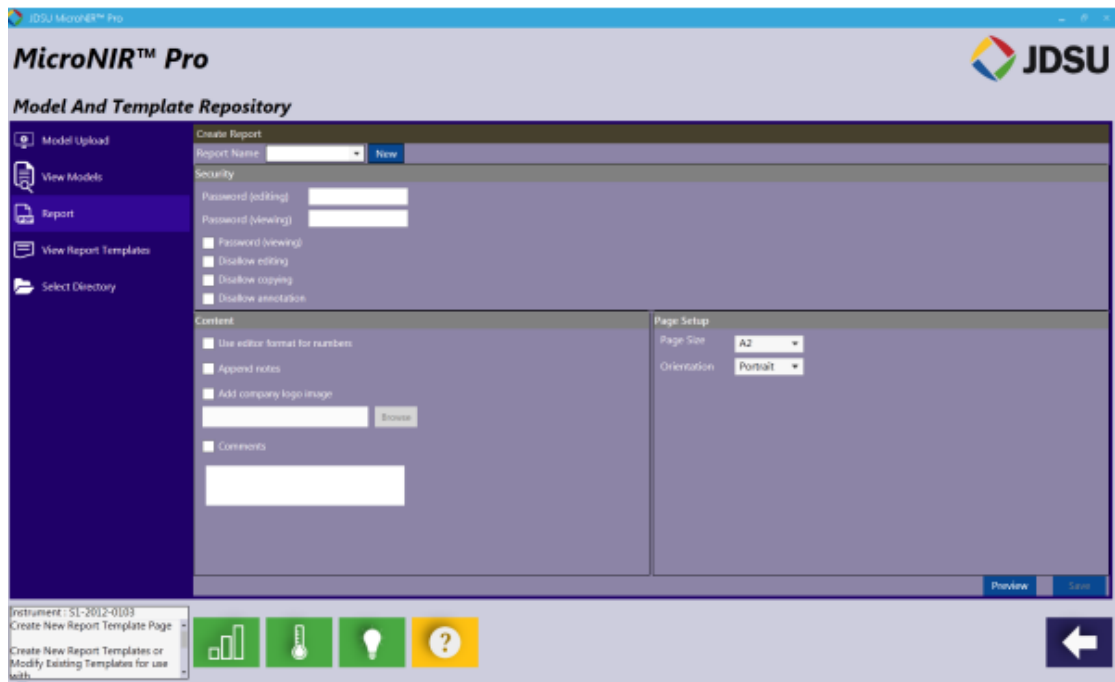 JDSU MicroNIR™ Pro
MicroNIR™ Pro
JDSU
Model And Template Repository
Model Upload
View Models
Report
View Report Templates
Select Directory
Create Report
Report Name
New
Security
Password (editing)
Password (viewing)
Password (viewing)
Disallow editing
Disallow copying
Disallow annotation
Content
Use editor format for numbers
Append notes
Add company logo image
Browse
Comments
Page Setup
Page Size A2
Orientation Portrait
Preview Save
Instrument : S1-2012-0103
Create New Report Template Page
Create New Report Templates or
Modify Existing Templates for use
with
?